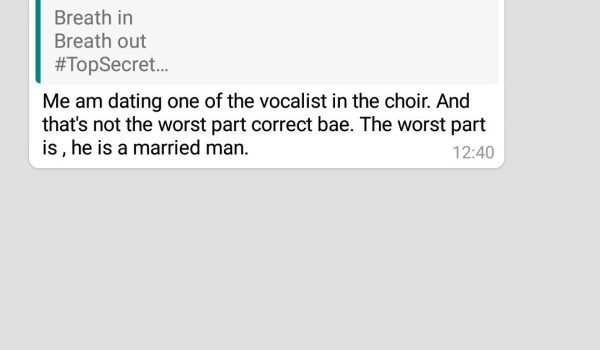 Breath in
Breath out
#TopSecret...
Me am dating one of the vocalist in the choir. And
that's not the worst part correct bae. The worst part
is , he is a married man.
12:40